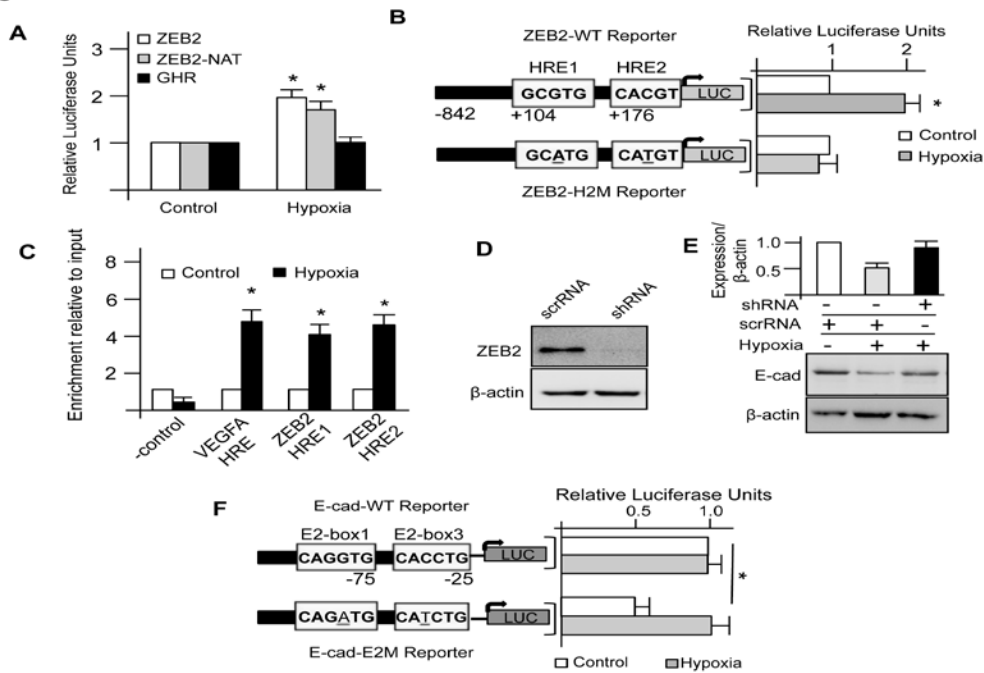 A
Relative Luciferase Units
3
2
1
ZEB2
ZEB2-NAT
GHR
* *
Control Hypoxia
B
ZEB2-WT Reporter
HRE1 HRE2
GCGTG CACGT LUC
-842 +104 +176
GCATG CATGT LUC
ZEB2-H2M Reporter
Relative Luciferase Units
1 2
*
Control
Hypoxia
C
Enrichment relative to input
8
6
4
2
Control Hypoxia
* * *
-control
VEGFA
HRE
ZEB2
HRE1
ZEB2
HRE2
D
scrRNA shRNA
ZEB2
β-actin
E
Expression/
β-actin
1.0
0.5
shRNA - - +
scrRNA + + -
Hypoxia - + +
E-cad
β-actin
F
E-cad-WT Reporter
E2-box1 E2-box3
CAGGTG CACCTG LUC
-75 -25
CAGATG CATCTG LUC
E-cad-E2M Reporter
Relative Luciferase Units
0.5 1.0
*
Control Hypoxia